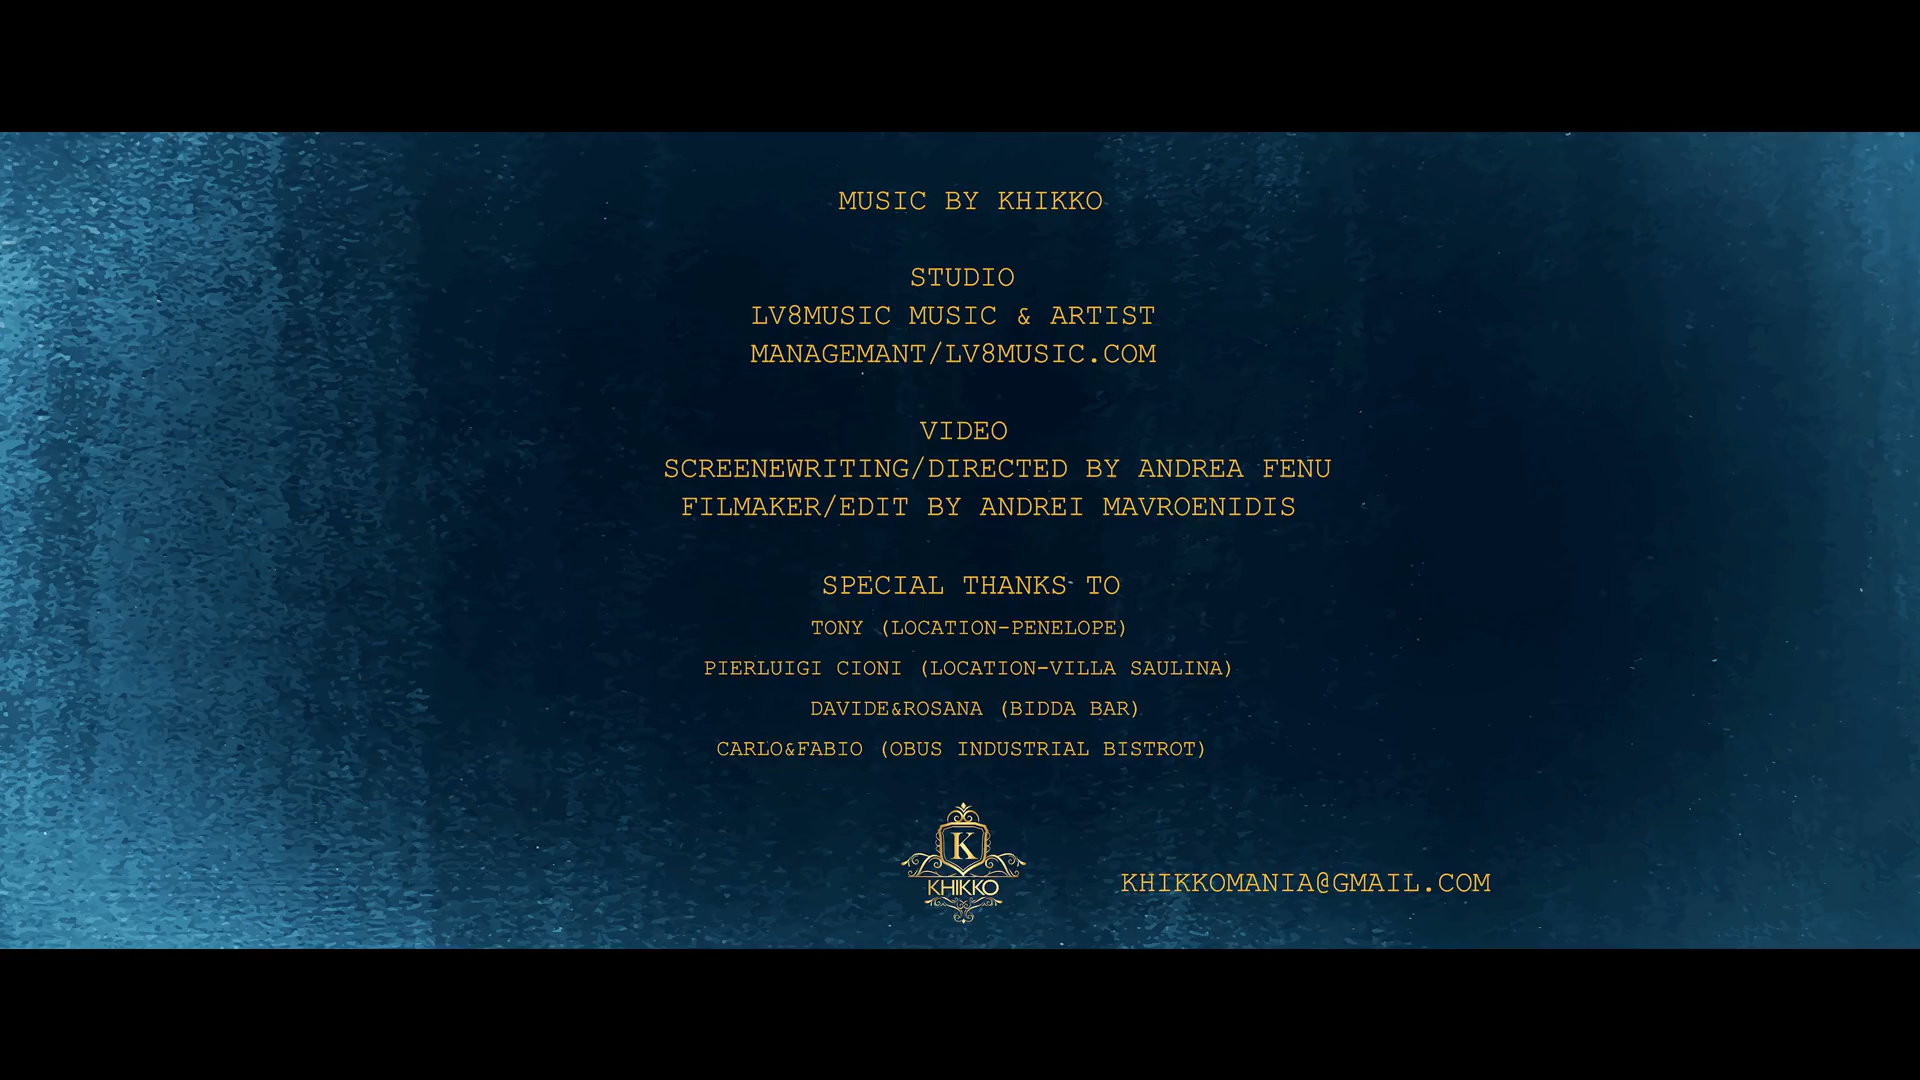 MUSIC BY KHIKKO
STUDIO
LV8MUSIC MUSIC & ARTIST
MANAGEMANT/LV8MUSIC.COM
VIDEO
SCREENEWRITING/DIRECTED BY ANDREA FENU
FILMAKER/EDIT BY ANDREI MAVROENIDIS
SPECIAL THANKS TO
TONY (LOCATION-PENELOPE)
PIERLUIGI CIONI (LOCATION-VILLA SAULINA)
DAVIDE&ROSANA (BIDDA BAR)
CARLO&FABIO (OBUS INDUSTRIAL BISTROT)
K
KHIKKO
KHIKKOMANIA@GMAIL.COM